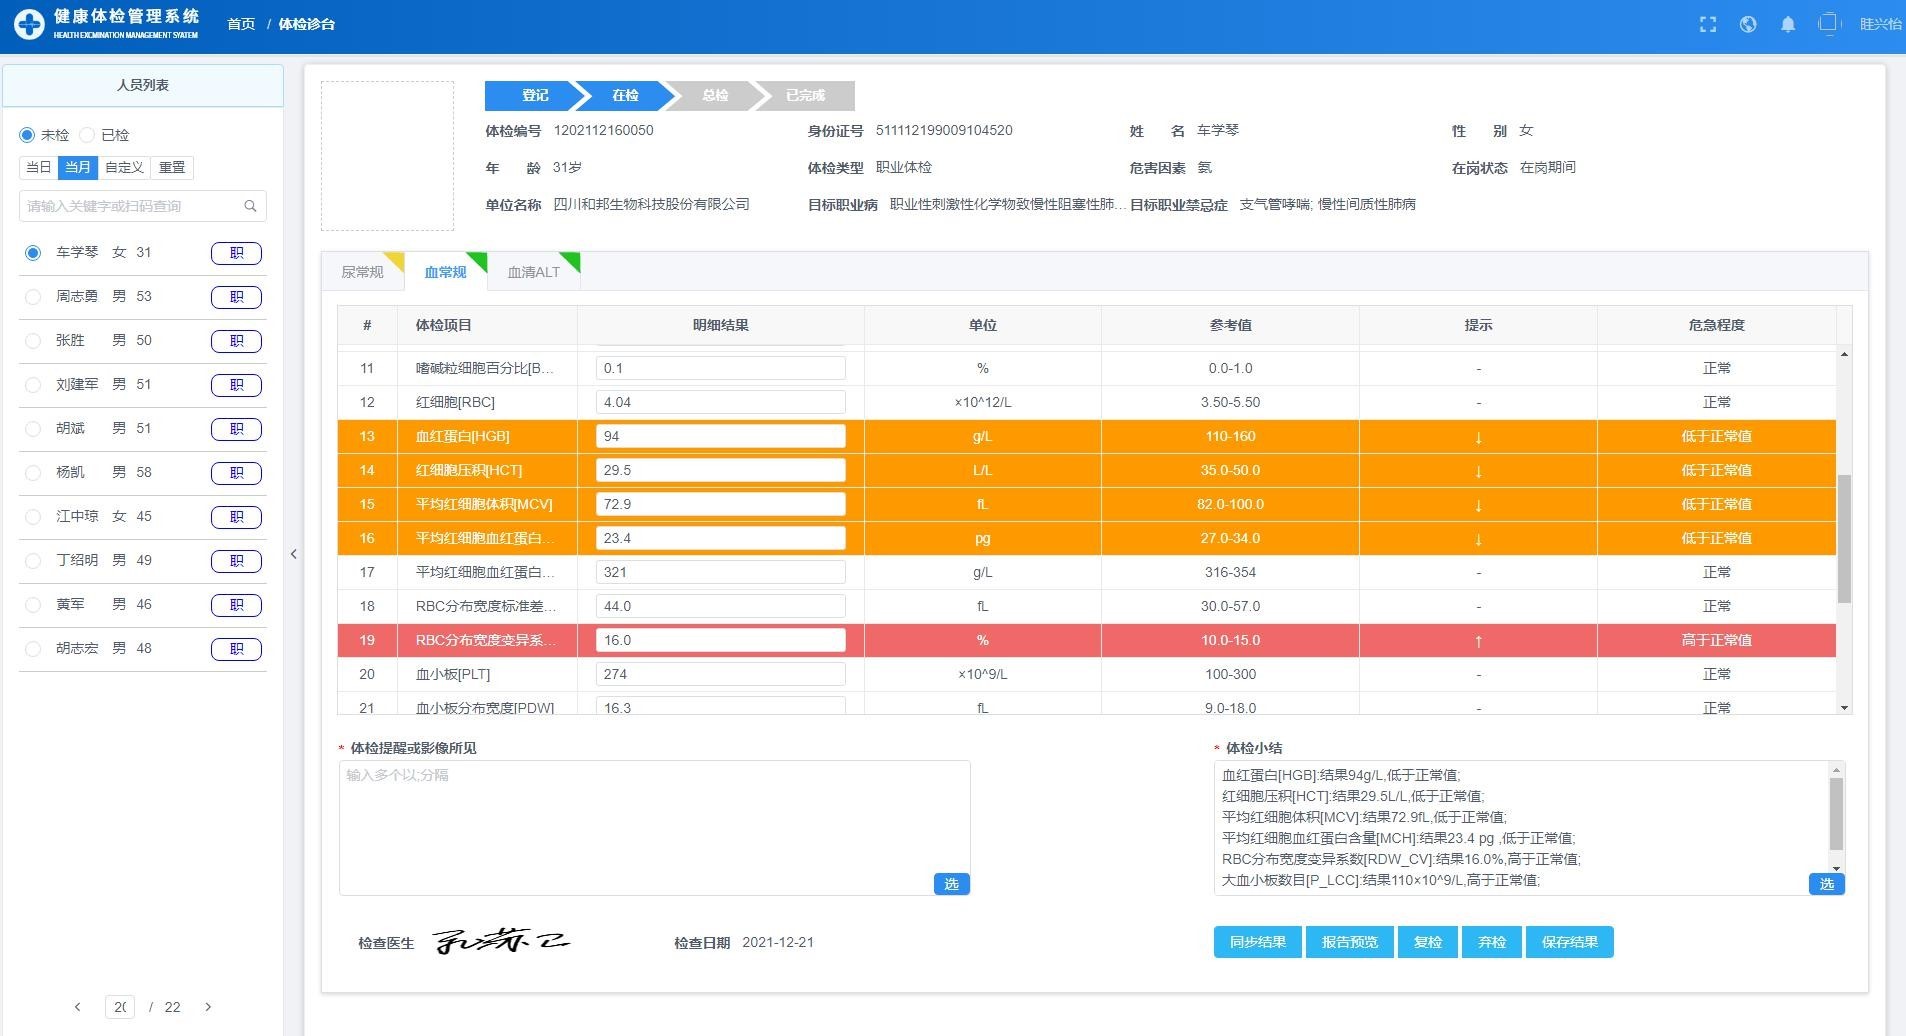 健康体检管理系统
HEALTH EXCMINATION MANAGEMENT SYATEM
首页 / 体检诊台
眭兴怡
人员列表
未检 已检
当日 当月 自定义 重置
请输入关键字或扫码查询
车学琴 女 31 职
周志勇 男 53 职
张胜 男 50 职
刘建军 男 51 职
胡斌 男 51 职
杨凯 男 58 职
江中琼 女 45 职
丁绍明 男 49 职
黄军 男 46 职
胡志宏 男 48 职
/ 22
登记 在检 总检 已完成
体检编号 1202112160050 身份证号 511112199009104520 姓 名 车学琴 性 别 女
年 龄 31岁 体检类型 职业体检 危害因素 氨 在岗状态 在岗期间
单位名称 四川和邦生物科技股份有限公司 目标职业病 职业性刺激性化学物致慢性阻塞性肺... 目标职业禁忌症 支气管哮喘; 慢性间质性肺病
尿常规 血常规 血清ALT
# 体检项目 明细结果 单位 参考值 提示 危急程度
11 嗜碱粒细胞百分比[B... 0.1 % 0.0-1.0 - 正常
12 红细胞[RBC] 4.04 ×10^12/L 3.50-5.50 - 正常
13 血红蛋白[HGB] 94 g/L 110-160 ↓ 低于正常值
14 红细胞压积[HCT] 29.5 L/L 35.0-50.0 ↓ 低于正常值
15 平均红细胞体积[MCV] 72.9 fL 82.0-100.0 ↓ 低于正常值
16 平均红细胞血红蛋白... 23.4 pg 27.0-34.0 ↓ 低于正常值
17 平均红细胞血红蛋白... 321 g/L 316-354 - 正常
18 RBC分布宽度标准差... 44.0 fL 30.0-57.0 - 正常
19 RBC分布宽度变异系... 16.0 % 10.0-15.0 ↑ 高于正常值
20 血小板[PLT] 274 ×10^9/L 100-300 - 正常
21 血小板分布宽度[PDW] 16.3 fL 9.0-18.0 - 正常
* 体检提醒或影像所见
输入多个以;分隔
选
* 体检小结
血红蛋白[HGB]:结果94g/L,低于正常值;
红细胞压积[HCT]:结果29.5L/L,低于正常值;
平均红细胞体积[MCV]:结果72.9fL,低于正常值;
平均红细胞血红蛋白含量[MCH]:结果23.4 pg ,低于正常值;
RBC分布宽度变异系数[RDW_CV]:结果16.0%,高于正常值;
大血小板数目[P_LCC]:结果110×10^9/L,高于正常值;
选
检查医生 检查日期 2021-12-21
同步结果 报告预览 复检 弃检 保存结果